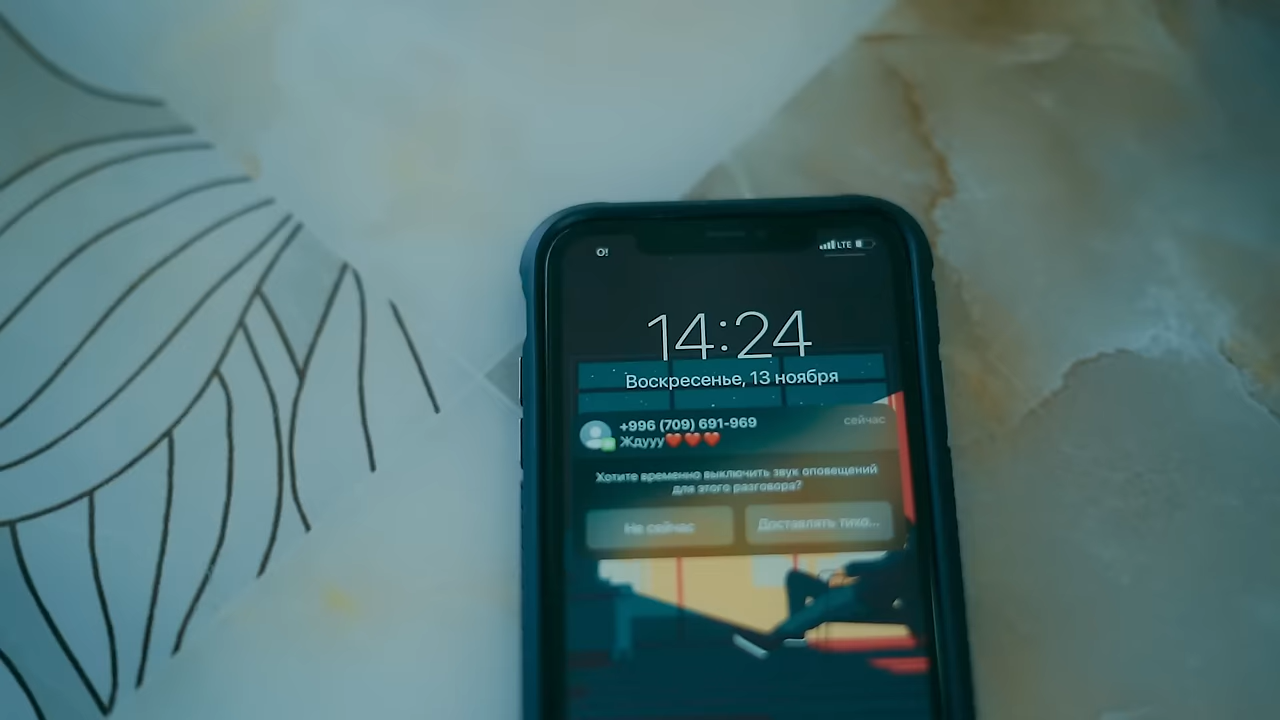 O!
LTE
14:24
Воскресенье, 13 ноября
+996 (709) 691-969
сейчас
Ждууу❤️❤️❤️
Хотите временно выключить звук оповещений
для этого разговора?
Не сейчас
Доставлять тихо...